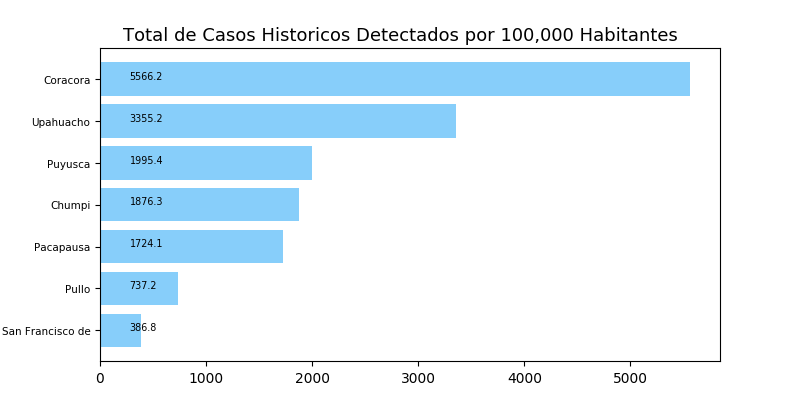 Total de Casos Historicos Detectados por 100,000 Habitantes
Coracora 5566.2
Upahuacho 3355.2
Puyusca 1995.4
Chumpi 1876.3
Pacapausa 1724.1
Pullo 737.2
San Francisco de 386.8
0 1000 2000 3000 4000 5000